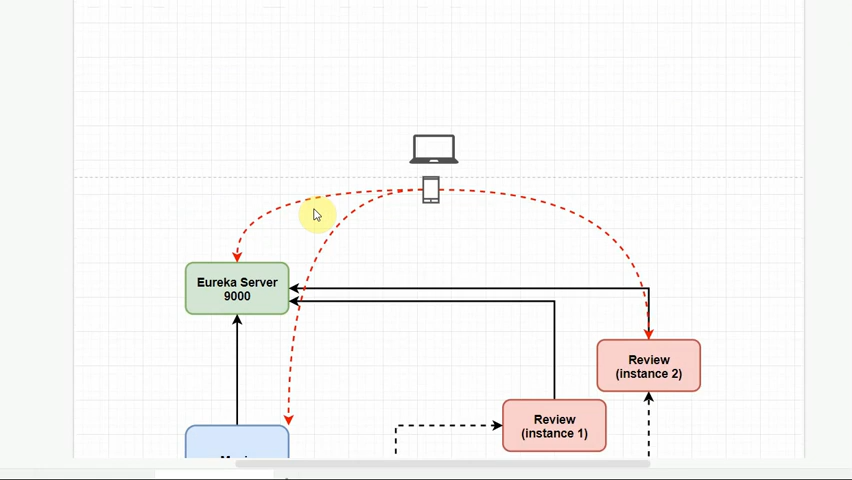 Eureka Server
9000
Review
(instance 2)
Review
(instance 1)